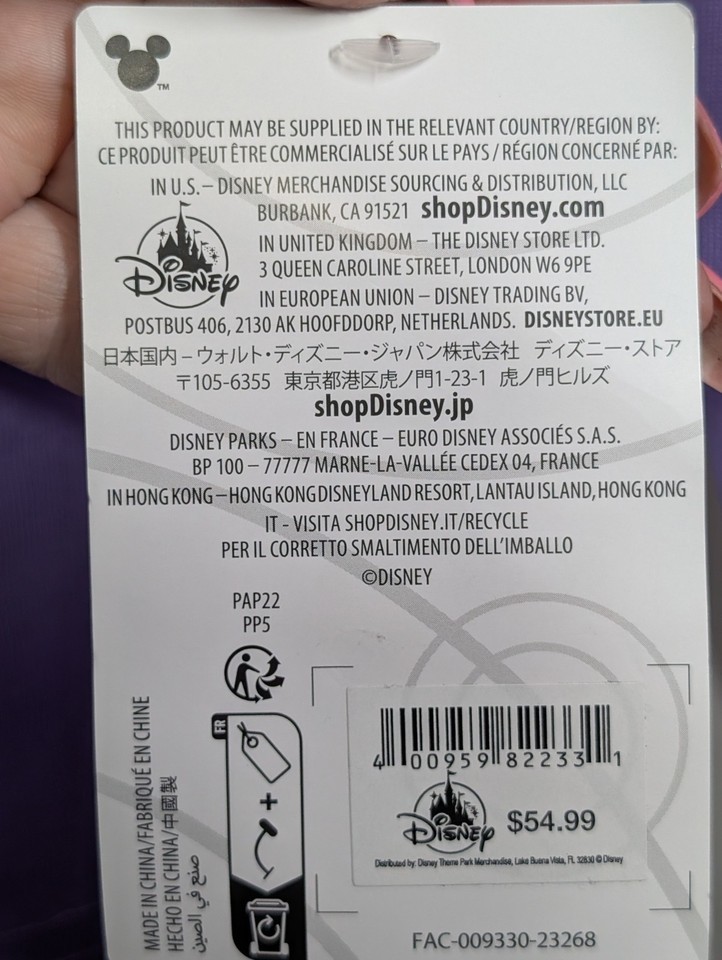 TM
THIS PRODUCT MAY BE SUPPLIED IN THE RELEVANT COUNTRY/REGION BY:
CE PRODUIT PEUT ÊTRE COMMERCIALISÉ SUR LE PAYS / RÉGION CONCERNÉ PAR:
IN U.S. – DISNEY MERCHANDISE SOURCING & DISTRIBUTION, LLC
BURBANK, CA 91521 shopDisney.com
Disney
IN UNITED KINGDOM – THE DISNEY STORE LTD.
3 QUEEN CAROLINE STREET, LONDON W6 9PE
IN EUROPEAN UNION – DISNEY TRADING BV,
POSTBUS 406, 2130 AK HOOFDDORP, NETHERLANDS. DISNEYSTORE.EU
日本国内－ウォルト・ディズニー・ジャパン株式会社 ディズニー・ストア
〒105-6355 東京都港区虎ノ門1-23-1 虎ノ門ヒルズ
shopDisney.jp
DISNEY PARKS – EN FRANCE – EURO DISNEY ASSOCIÉS S.A.S.
BP 100 – 77777 MARNE-LA-VALLÉE CEDEX 04, FRANCE
IN HONG KONG – HONG KONG DISNEYLAND RESORT, LANTAU ISLAND, HONG KONG
IT - VISITA SHOPDISNEY.IT/RECYCLE
PER IL CORRETTO SMALTIMENTO DELL'IMBALLO
©DISNEY
PAP22
PP5
FR
MADE IN CHINA/FABRIQUÉ EN CHINE
HECHO EN CHINA/中國製
صنع في الصين
4 00959 82233 1
Disney $54.99
Distributed by: Disney Theme Park Merchandise, Lake Buena Vista, FL 32830 © Disney
FAC-009330-23268